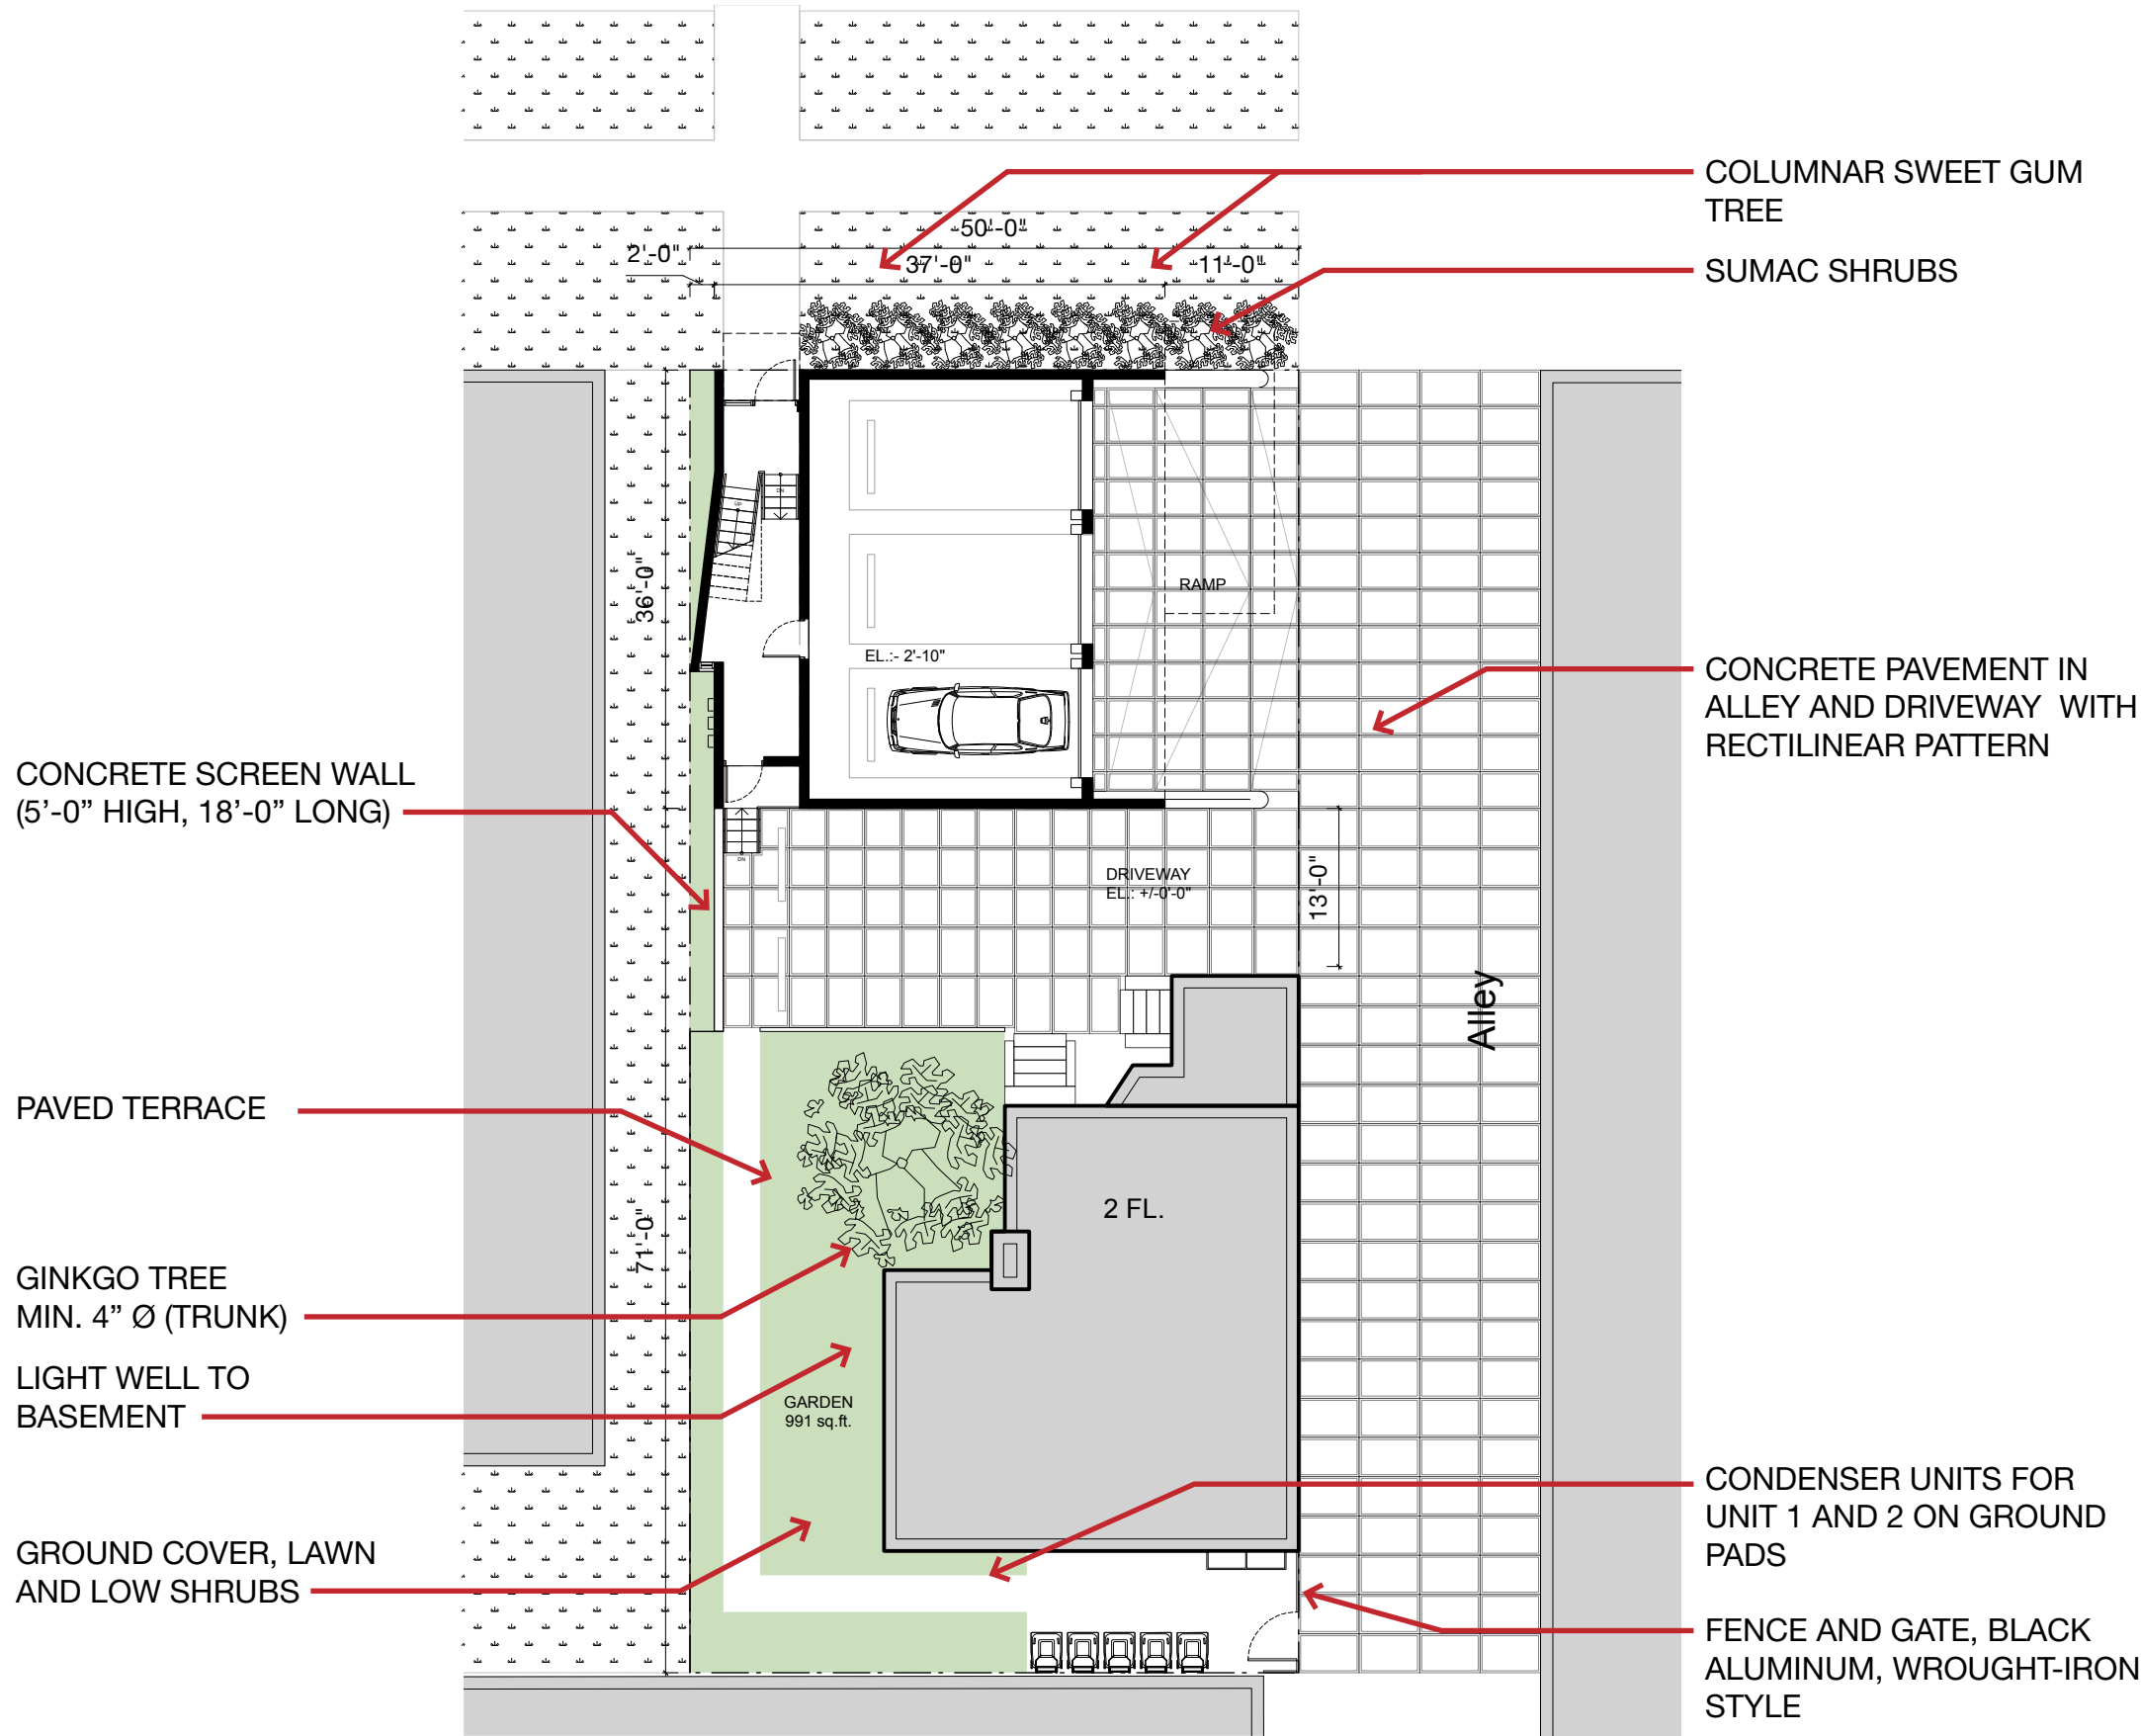 COLUMNAR SWEET GUM
TREE
SUMAC SHRUBS
50'-0"
2'-0"
37'-0"
11'-0"
DN
UP
36'-0"
RAMP
EL.:- 2'-10"
CONCRETE PAVEMENT IN
ALLEY AND DRIVEWAY WITH
RECTILINEAR PATTERN
CONCRETE SCREEN WALL
(5’-0” HIGH, 18’-0” LONG)
DN
DRIVEWAY
EL.: +/-0'-0"
13'-0"
Alley
PAVED TERRACE
2 FL.
71'-0"
GINKGO TREE
MIN. 4” Ø (TRUNK)
LIGHT WELL TO
BASEMENT
GARDEN
991 sq.ft.
CONDENSER UNITS FOR
UNIT 1 AND 2 ON GROUND
PADS
GROUND COVER, LAWN
AND LOW SHRUBS
FENCE AND GATE, BLACK
ALUMINUM, WROUGHT-IRON
STYLE